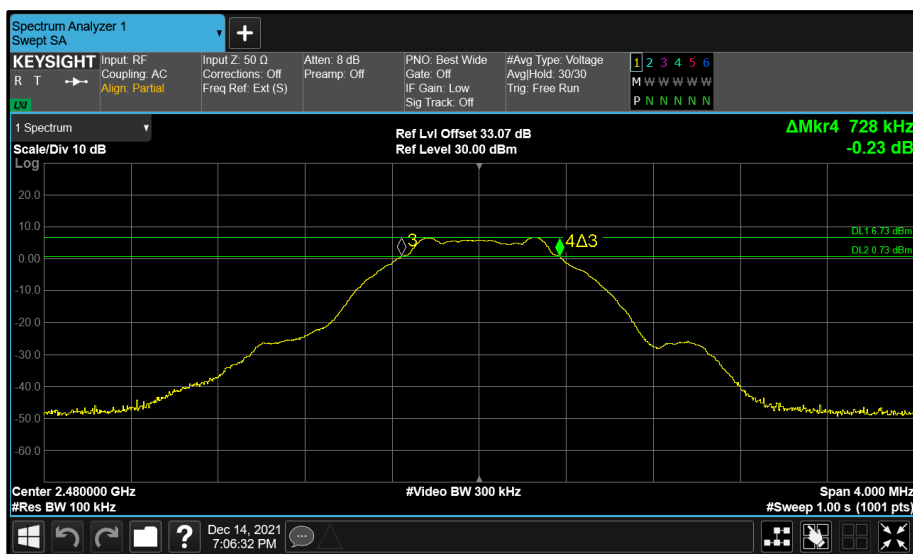 Spectrum Analyzer 1
Swept SA
+
KEYSIGHT
R T
LXI
Input: RF
Coupling: AC
Align: Partial
Input Z: 50 Ω
Corrections: Off
Freq Ref: Ext (S)
Atten: 8 dB
Preamp: Off
PNO: Best Wide
Gate: Off
IF Gain: Low
Sig Track: Off
#Avg Type: Voltage
Avg|Hold: 30/30
Trig: Free Run
1 2 3 4 5 6
M W W W W W
P N N N N N
1 Spectrum
Scale/Div 10 dB
Log
Ref Lvl Offset 33.07 dB
Ref Level 30.00 dBm
ΔMkr4 728 kHz
-0.23 dB
20.0
10.0
0.00
-10.0
-20.0
-30.0
-40.0
-50.0
-60.0
3
4Δ3
DL1 6.73 dBm
DL2 0.73 dBm
Center 2.480000 GHz
#Res BW 100 kHz
#Video BW 300 kHz
Span 4.000 MHz
#Sweep 1.00 s (1001 pts)
?
Dec 14, 2021
7:06:32 PM